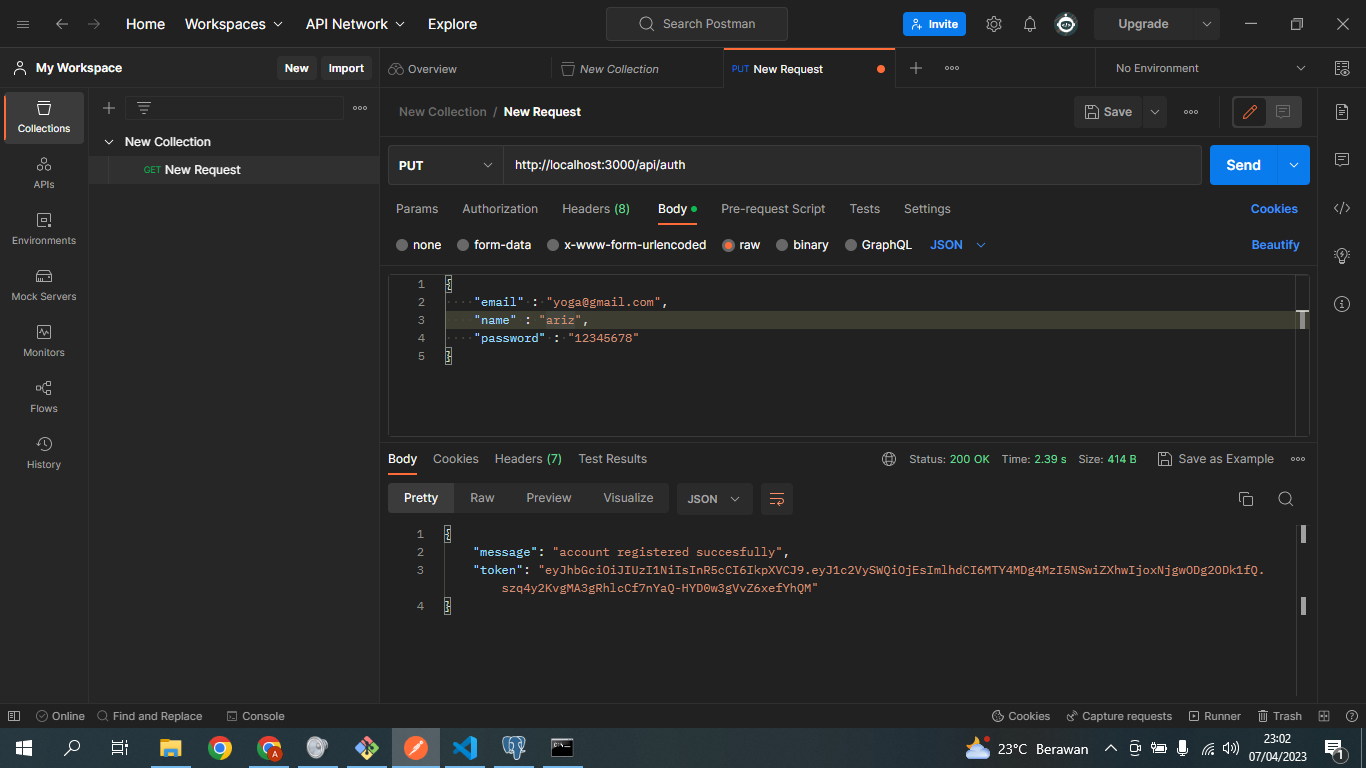 Home Workspaces API Network Explore Search Postman Invite Upgrade
My Workspace New Import Overview New Collection PUT New Request No Environment
Collections
APIs
Environments
Mock Servers
Monitors
Flows
History
New Collection
GET New Request
New Collection / New Request Save
PUT http://localhost:3000/api/auth Send
Params Authorization Headers (8) Body Pre-request Script Tests Settings Cookies
none form-data x-www-form-urlencoded raw binary GraphQL JSON Beautify
1 {
2 "email" : "yoga@gmail.com",
3 "name" : "ariz",
4 "password" : "12345678"
5 }
Body Cookies Headers (7) Test Results Status: 200 OK Time: 2.39 s Size: 414 B Save as Example
Pretty Raw Preview Visualize JSON
1 {
2 "message": "account registered succesfully",
3 "token": "eyJhbGciOiJIUzI1NiIsInR5cCI6IkpXVCJ9.eyJ1c2VySWQiOjEsImlhdCI6MTY4MDg4MzI5NSwiZXhwIjoxNjgwODg2ODk1fQ.
szq4y2KvgMA3gRhlcCf7nYaQ-HYD0w3gVvZ6xefYhQM"
4 }
Online Find and Replace Console Cookies Capture requests Runner Trash
23°C Berawan 23:02
07/04/2023 1